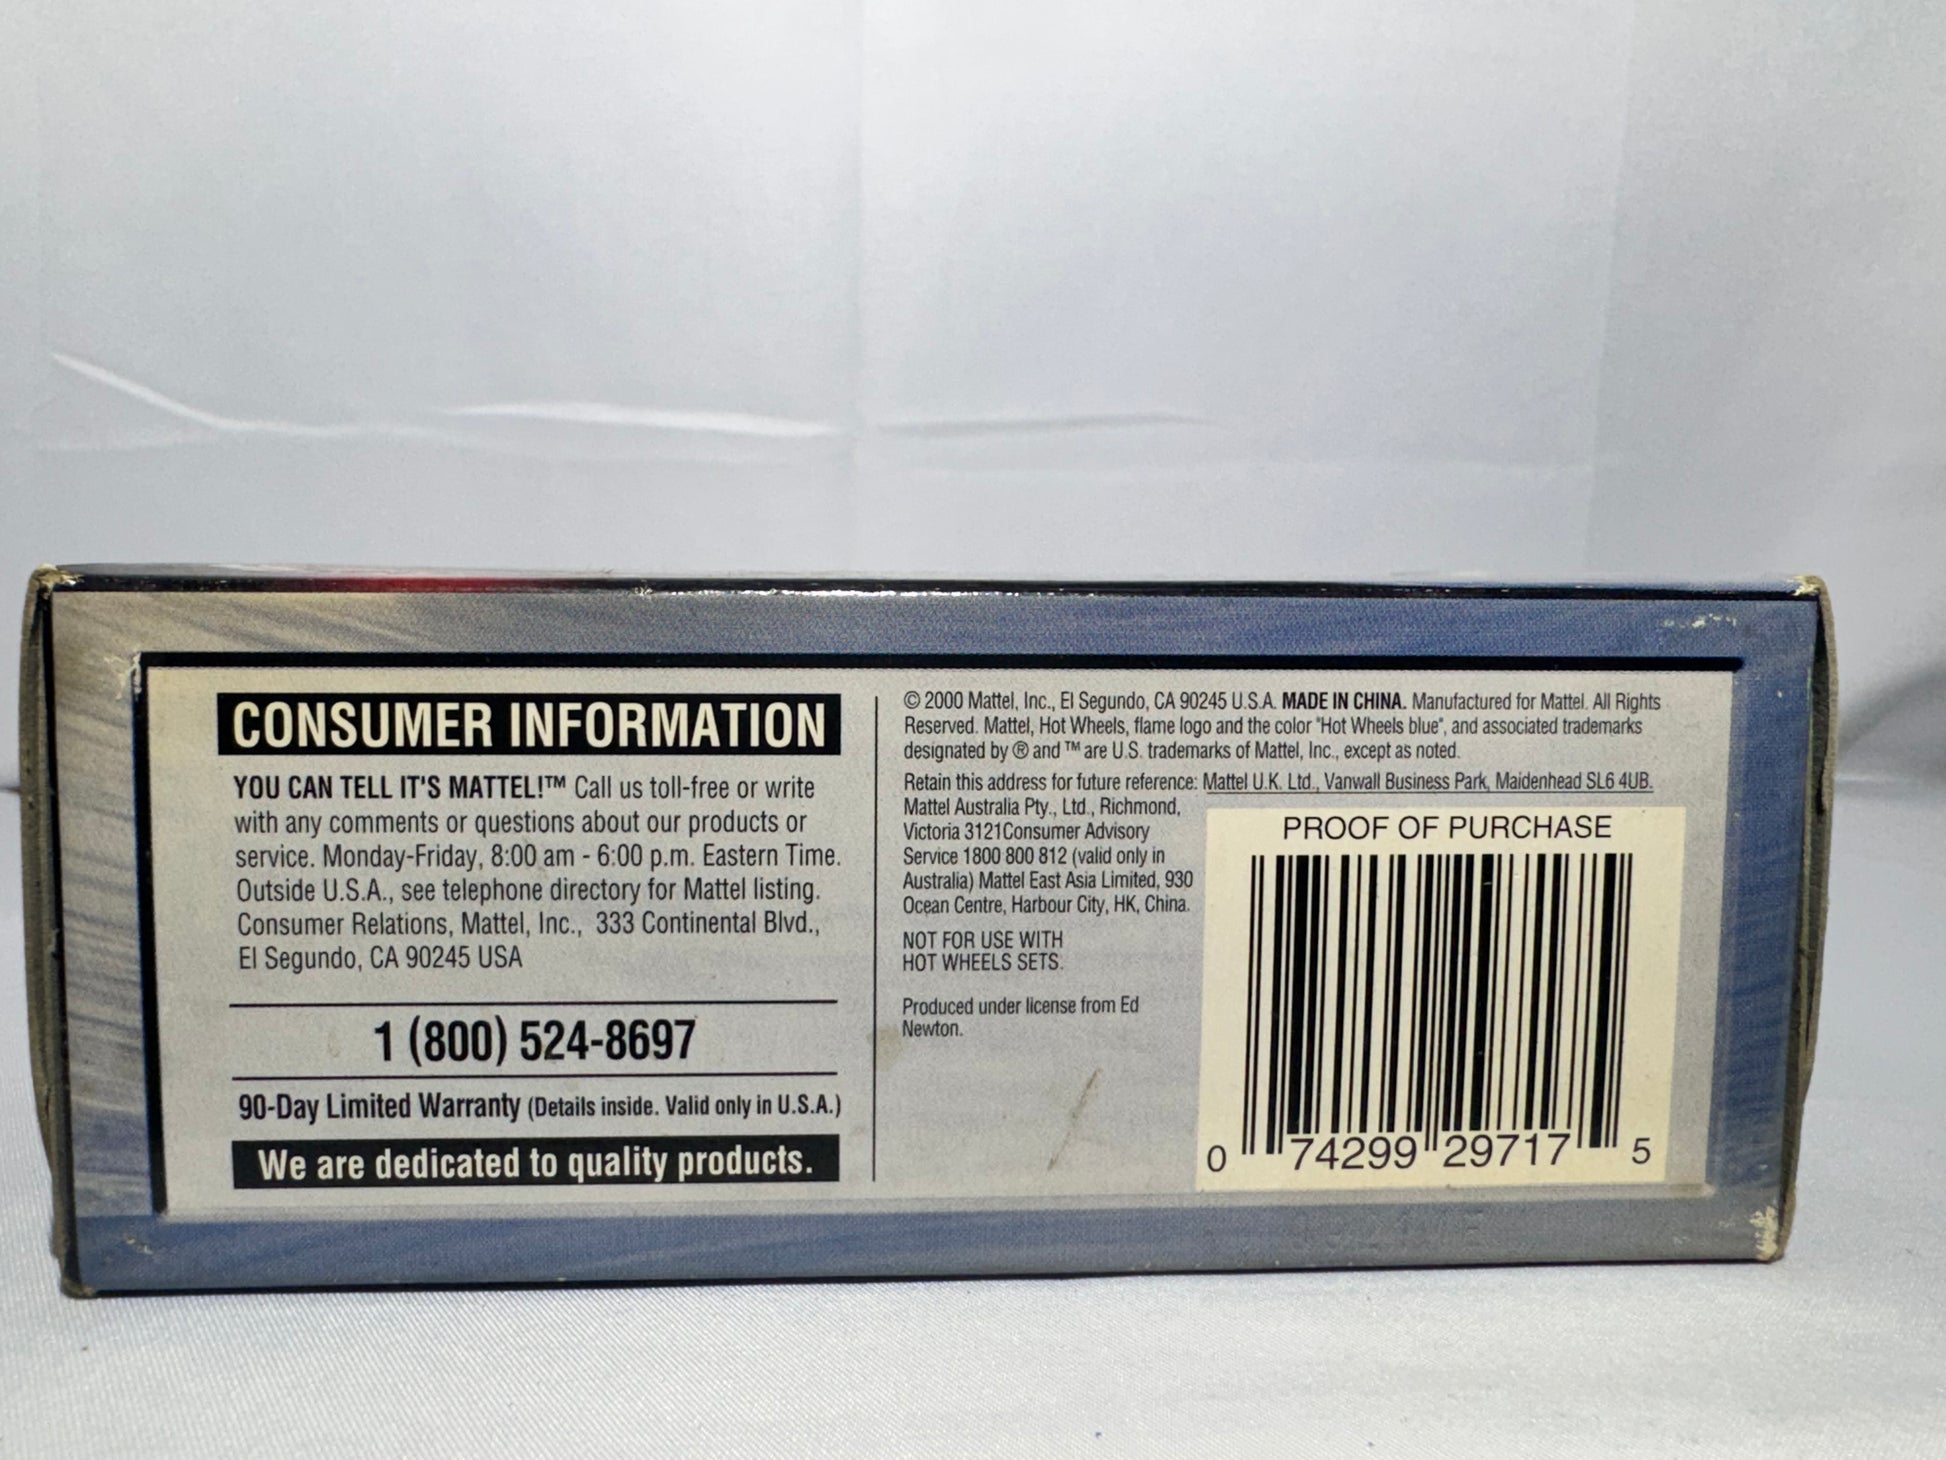 CONSUMER INFORMATION
YOU CAN TELL IT'S MATTEL!™ Call us toll-free or write
with any comments or questions about our products or
service. Monday-Friday, 8:00 am - 6:00 p.m. Eastern Time.
Outside U.S.A., see telephone directory for Mattel listing.
Consumer Relations, Mattel, Inc., 333 Continental Blvd.,
El Segundo, CA 90245 USA
1 (800) 524-8697
90-Day Limited Warranty (Details inside. Valid only in U.S.A.)
We are dedicated to quality products.
© 2000 Mattel, Inc., El Segundo, CA 90245 U.S.A. MADE IN CHINA. Manufactured for Mattel. All Rights
Reserved. Mattel, Hot Wheels, flame logo and the color "Hot Wheels blue", and associated trademarks
designated by ® and ™ are U.S. trademarks of Mattel, Inc., except as noted.
Retain this address for future reference: Mattel U.K. Ltd., Vanwall Business Park, Maidenhead SL6 4UB.
Mattel Australia Pty., Ltd., Richmond,
Victoria 3121Consumer Advisory
Service 1800 800 812 (valid only in
Australia) Mattel East Asia Limited, 930
Ocean Centre, Harbour City, HK, China.
NOT FOR USE WITH
HOT WHEELS SETS.
Produced under license from Ed
Newton.
PROOF OF PURCHASE
0 74299 29717 5